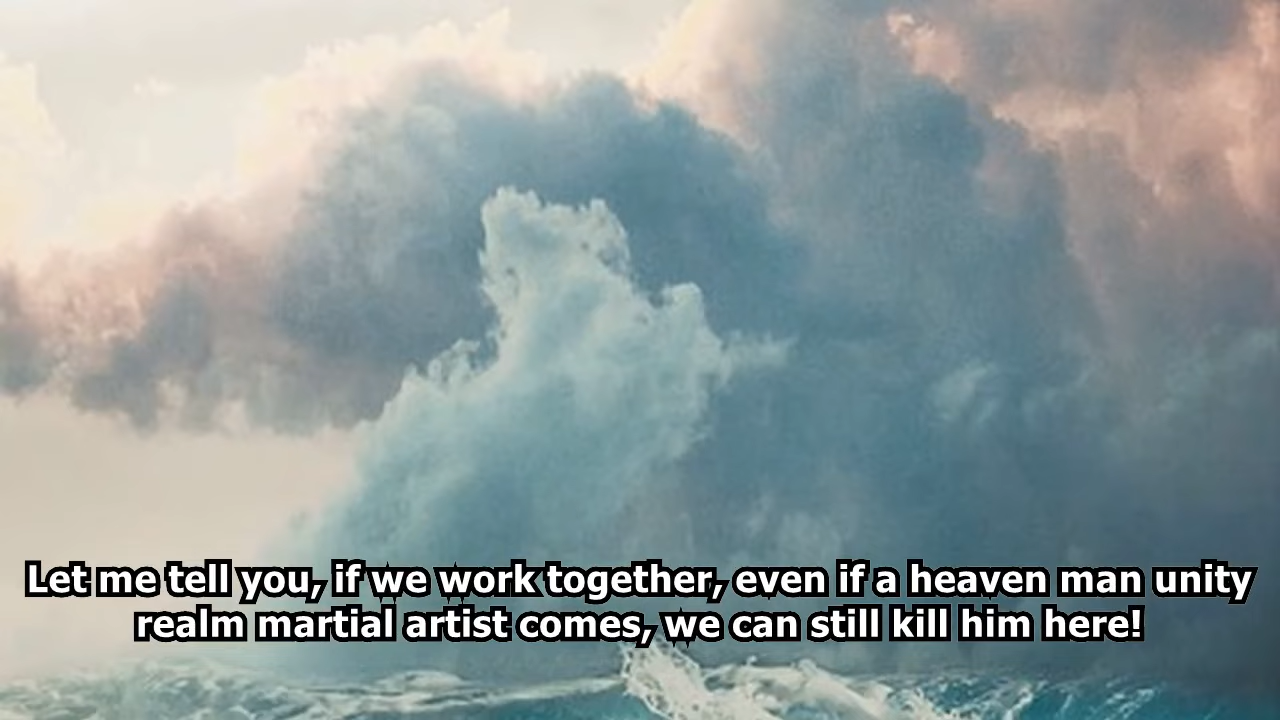 Let me tell you, if we work together, even if a heaven man unity
realm martial artist comes, we can still kill him here!